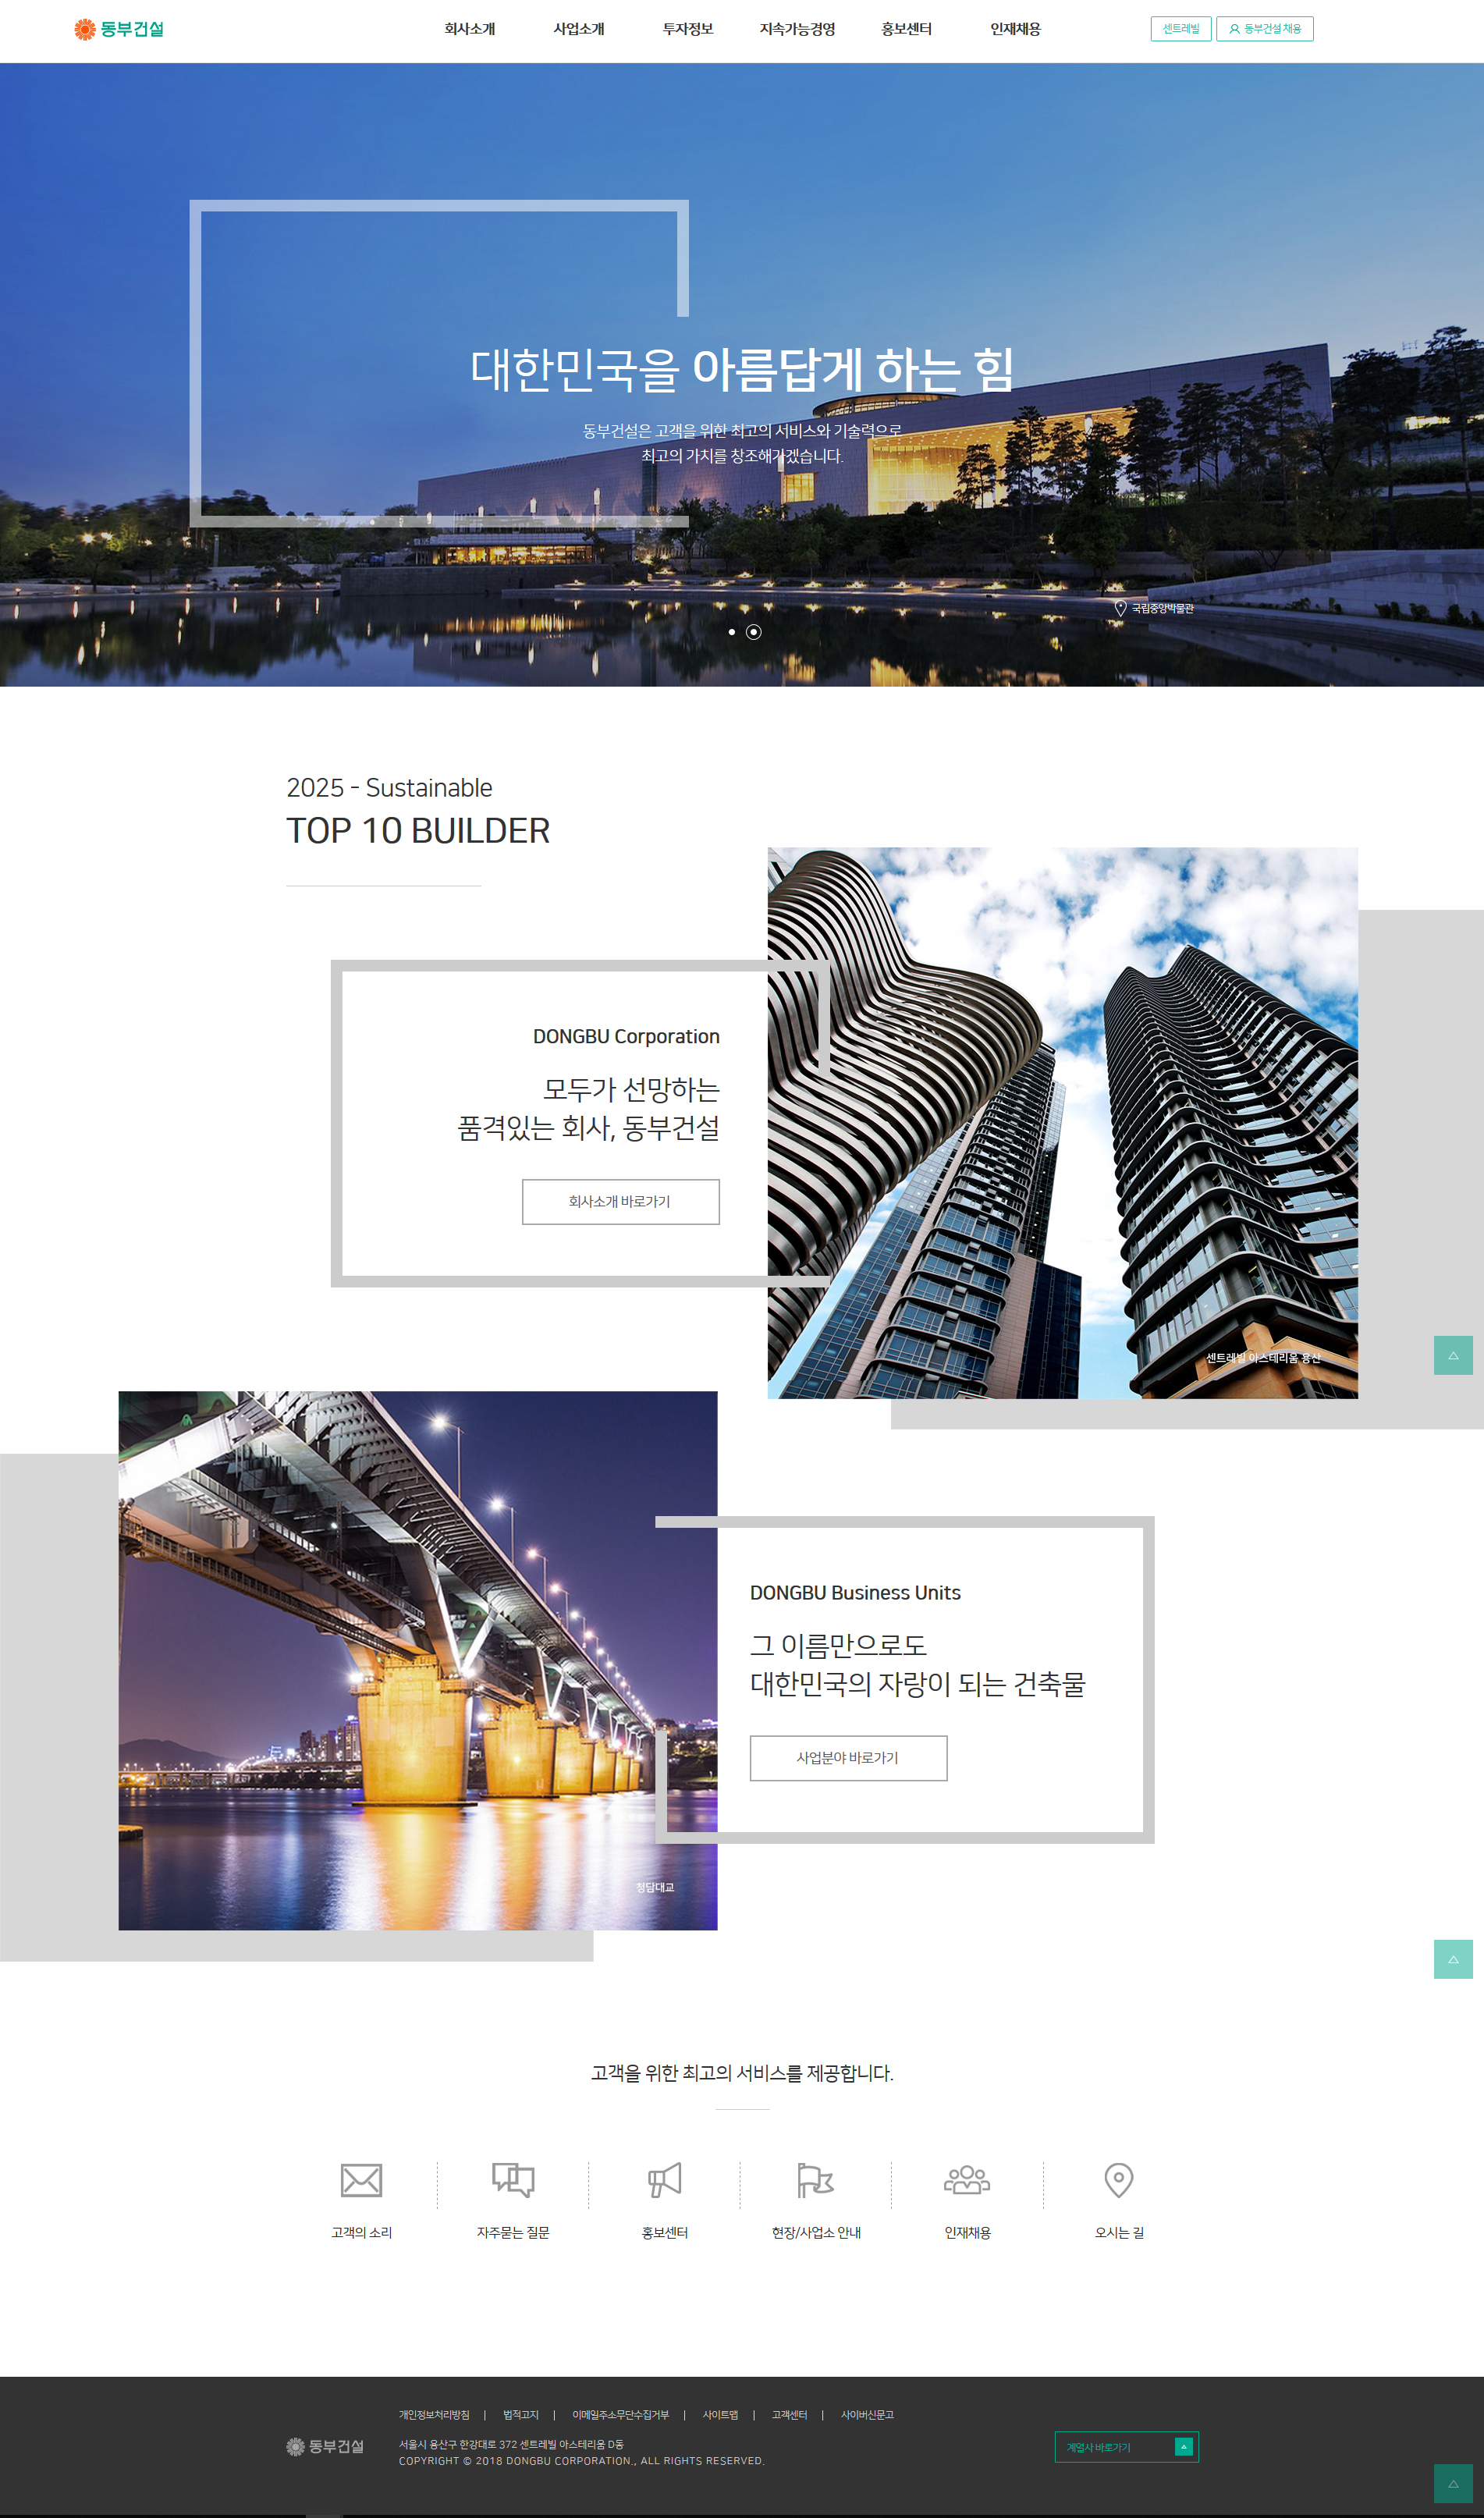 동부건설
회사소개 사업소개 투자정보 지속가능경영 홍보센터 인재채용
센트레빌 동부건설 채용
대한민국을 아름답게 하는 힘
동부건설은 고객을 위한 최고의 서비스와 기술력으로
최고의 가치를 창조해가겠습니다.
국립중앙박물관
2025 - Sustainable
TOP 10 BUILDER
DONGBU Corporation
모두가 선망하는
품격있는 회사, 동부건설
회사소개 바로가기
센트레빌 아스테리움 용산
DONGBU Business Units
그 이름만으로도
대한민국의 자랑이 되는 건축물
사업분야 바로가기
청담대교
고객을 위한 최고의 서비스를 제공합니다.
고객의 소리 자주묻는 질문 홍보센터 현장/사업소 안내 인재채용 오시는 길
개인정보처리방침 | 법적고지 | 이메일주소무단수집거부 | 사이트맵 | 고객센터 | 사이버신문고
동부건설
서울시 용산구 한강대로 372 센트레빌 아스테리움 D동
COPYRIGHT © 2018 DONGBU CORPORATION., ALL RIGHTS RESERVED.
계열사 바로가기